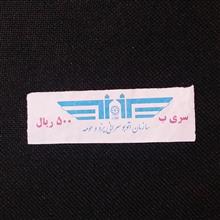 سری ب
۵۰۰ ریال
سازمان اتوبوسرانی یزد و حومه